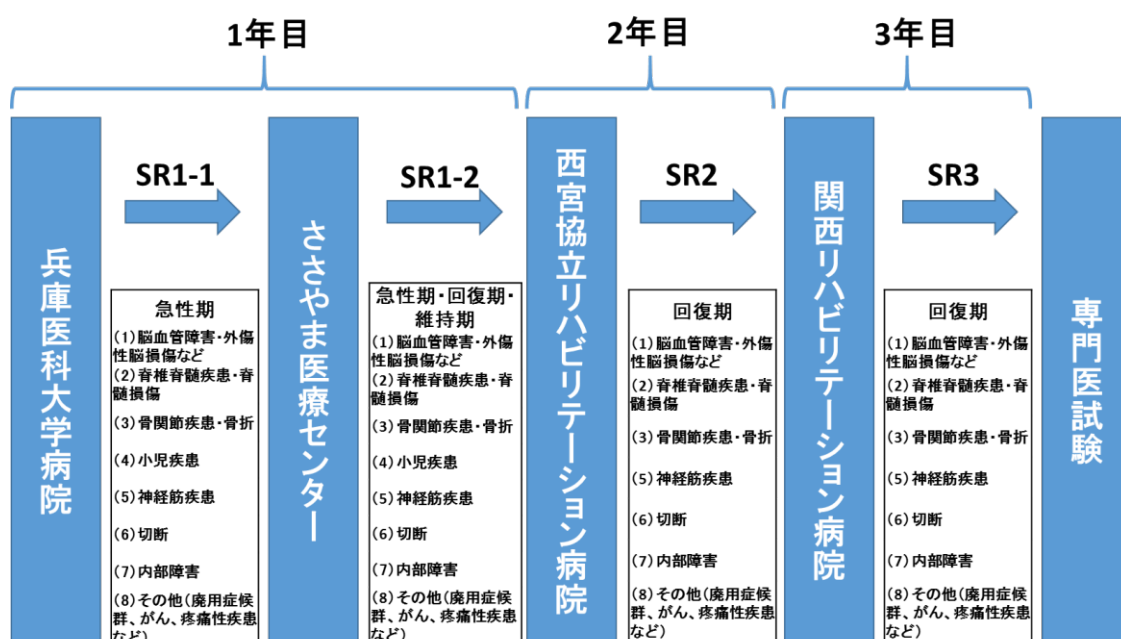 1年目
2年目
3年目
兵庫医科大学病院
SR1-1
急性期
(1)脳血管障害・外傷
性脳損傷など
(2)脊椎脊髄疾患・脊
髄損傷
(3)骨関節疾患・骨折
(4)小児疾患
(5)神経筋疾患
(6)切断
(7)内部障害
(8)その他(廃用症候
群、がん、疼痛性疾患
など)
ささやま医療センター
SR1-2
急性期・回復期・
維持期
(1)脳血管障害・外傷
性脳損傷など
(2)脊椎脊髄疾患・脊
髄損傷
(3)骨関節疾患・骨折
(4)小児疾患
(5)神経筋疾患
(6)切断
(7)内部障害
(8)その他(廃用症候
群、がん、疼痛性疾患
など)
西宮協立リハビリテーション病院
SR2
回復期
(1)脳血管障害・外傷
性脳損傷など
(2)脊椎脊髄疾患・脊
髄損傷
(3)骨関節疾患・骨折
(5)神経筋疾患
(6)切断
(7)内部障害
(8)その他(廃用症候
群、がん、疼痛性疾患
など)
関西リハビリテーション病院
SR3
回復期
(1)脳血管障害・外傷
性脳損傷など
(2)脊椎脊髄疾患・脊
髄損傷
(3)骨関節疾患・骨折
(5)神経筋疾患
(6)切断
(7)内部障害
(8)その他(廃用症候
群、がん、疼痛性疾患
など)
専門医試験